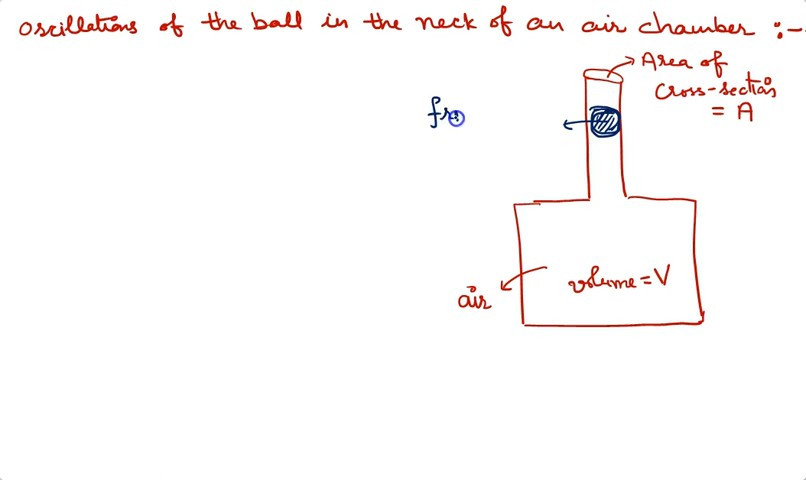 oscillations of the ball in the neck of an air chamber :-
Area of
cross-section
= A
volume = V
air